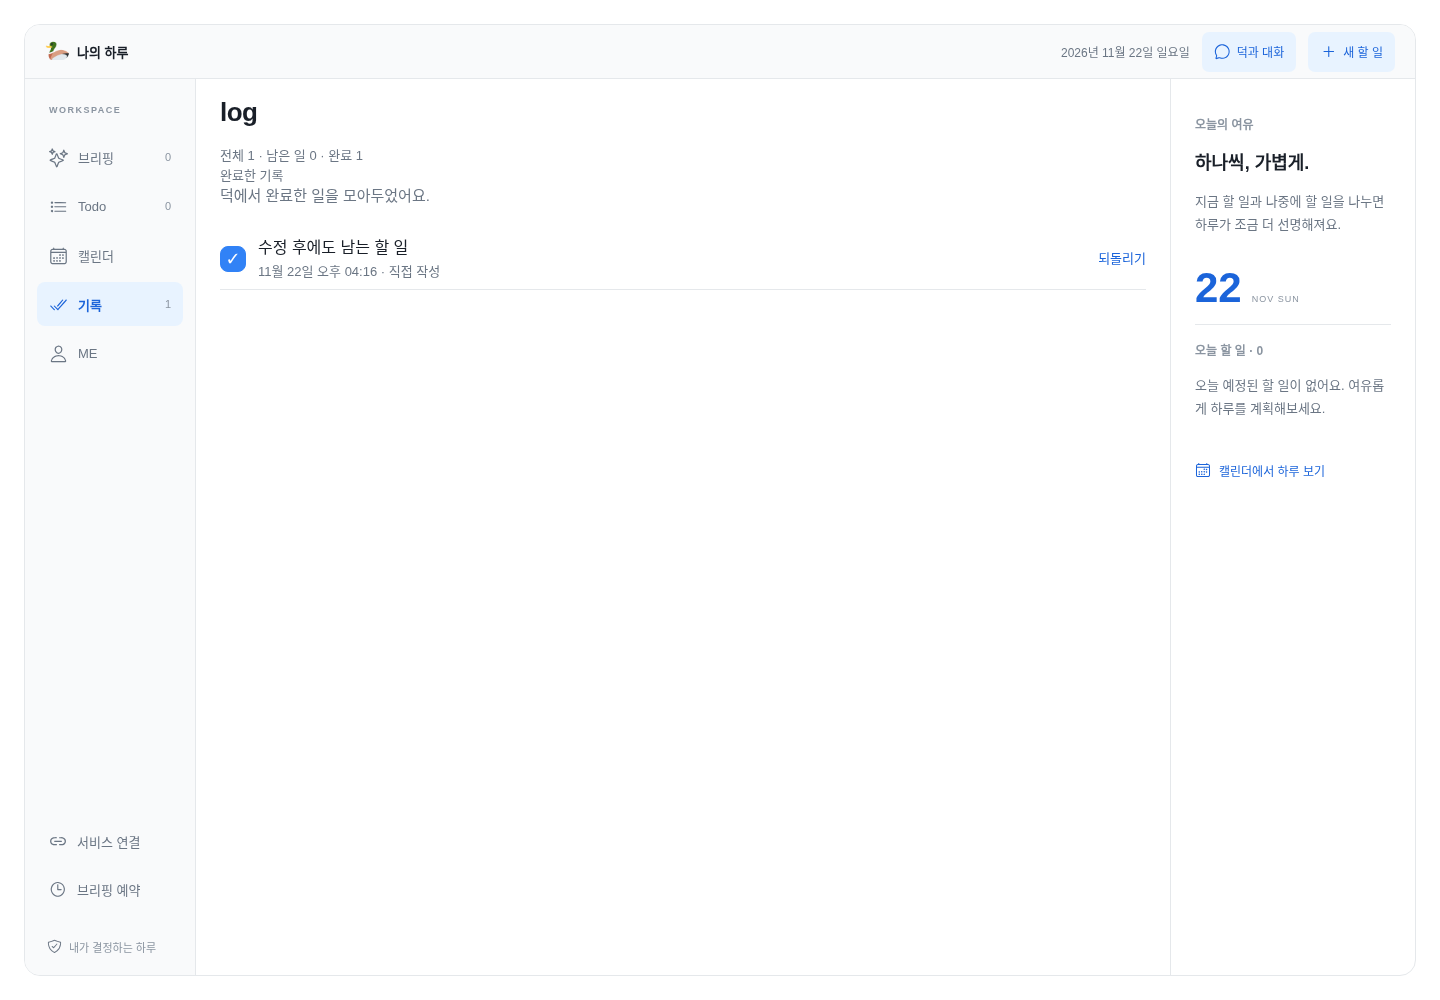 나의 하루
2026년 11월 22일 일요일
덕과 대화
새 할 일
WORKSPACE
브리핑 0
Todo 0
캘린더
기록 1
ME
서비스 연결
브리핑 예약
내가 결정하는 하루
log
전체 1 · 남은 일 0 · 완료 1
완료한 기록
덕에서 완료한 일을 모아두었어요.
수정 후에도 남는 할 일
11월 22일 오후 04:16 · 직접 작성
되돌리기
오늘의 여유
하나씩, 가볍게.
지금 할 일과 나중에 할 일을 나누면
하루가 조금 더 선명해져요.
22 NOV SUN
오늘 할 일 · 0
오늘 예정된 할 일이 없어요. 여유롭
게 하루를 계획해보세요.
캘린더에서 하루 보기